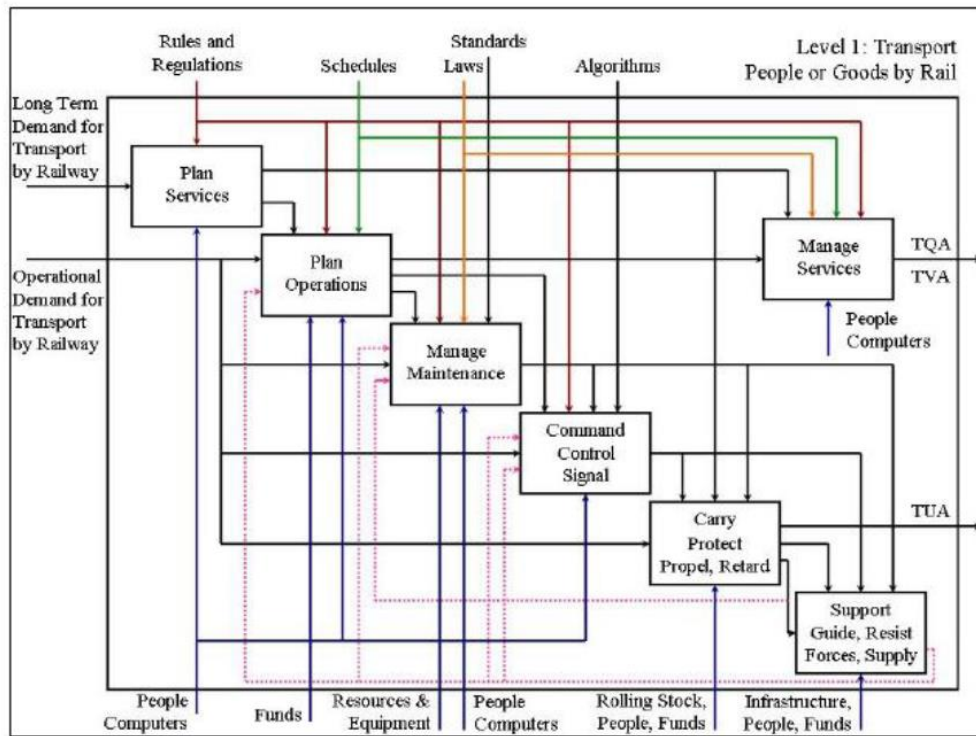 Rules and
Regulations
Schedules
Standards
Laws
Algorithms
Level 1: Transport
People or Goods by Rail
Long Term
Demand for
Transport
by Railway
Plan
Services
Operational
Demand for
Transport
by Railway
Plan
Operations
Manage
Services
TQA
TVA
People
Computers
Manage
Maintenance
Command
Control
Signal
Carry
Protect
Propel, Retard
TUA
Support
Guide, Resist
Forces, Supply
People
Computers
Funds
Resources &
Equipment
People
Computers
Rolling Stock,
People, Funds
Infrastructure,
People, Funds